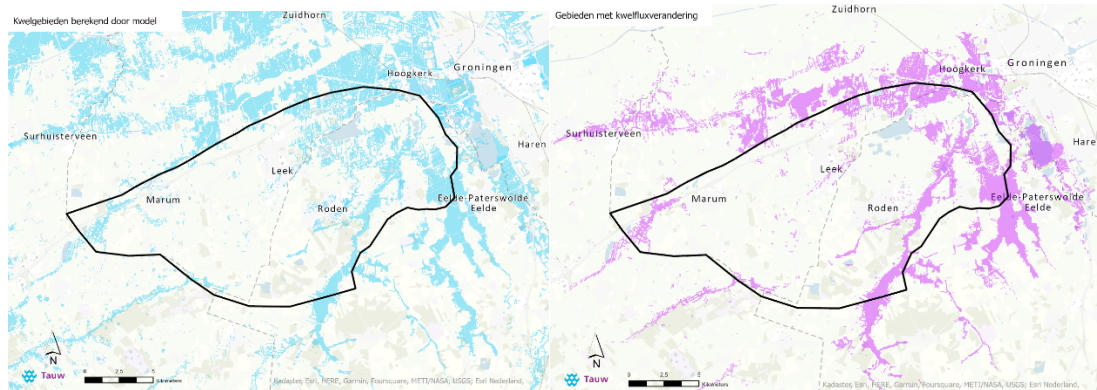 Kwelgebieden berekend door model
Zuidhorn
Hoogkerk
Groningen
Surhuisterveen
Haren
Leek
Marum
Roden
Eelde-Paterswolde
Eelde
N
Tauw
0 2.5 5
Kilometers
Kadaster, Esri, HERE, Garmin, Foursquare, METI/NASA, USGS; Esri Nederland,
Gebieden met kwelfluxverandering
Zuidhorn
Hoogkerk
Groningen
Surhuisterveen
Hare
Leek
Marum
Roden
Eelde-Paterswolde
Eelde
N
Tauw
0 2.5 5
Kilometers
Kadaster, Esri, HERE, Garmin, Foursquare, METI/NASA, USGS; Esri Nederland,